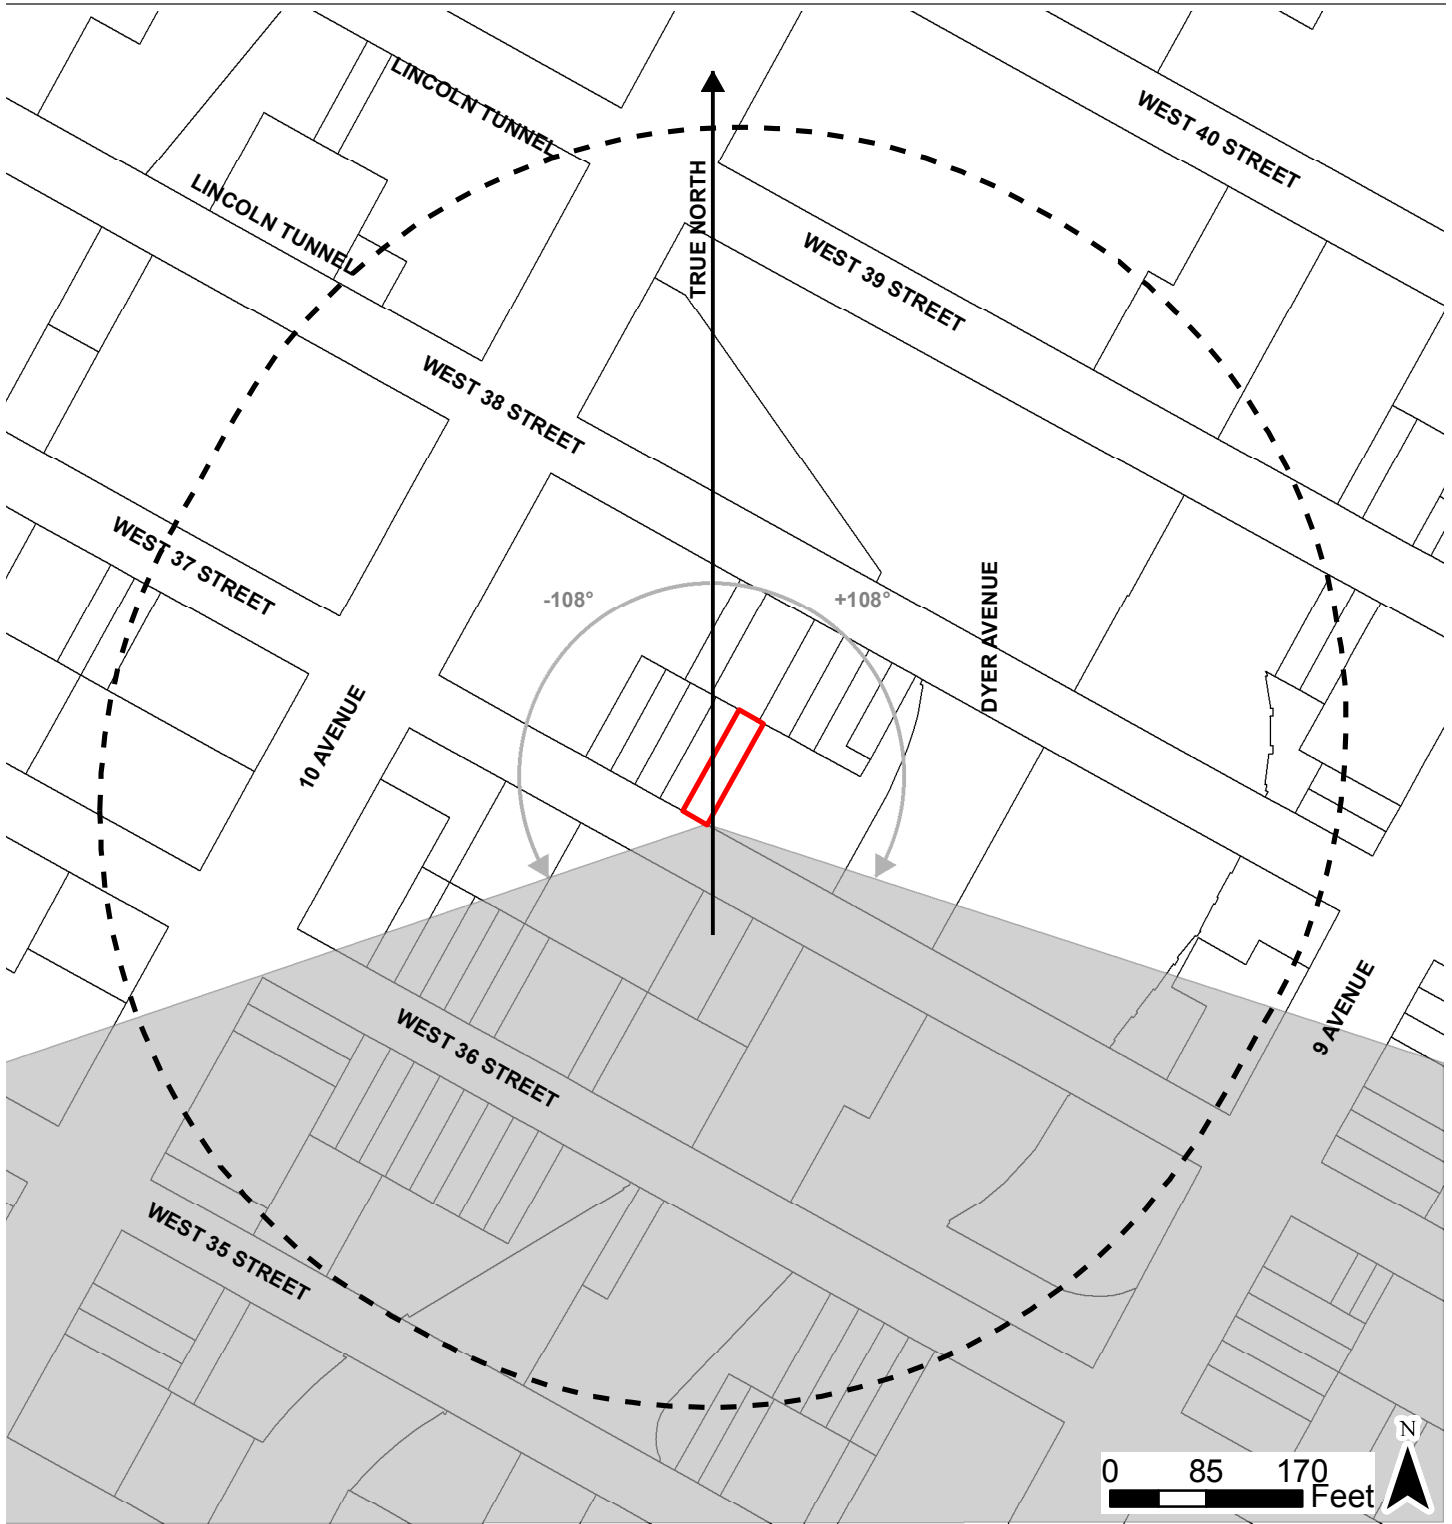 LINCOLN TUNNEL
WEST 40 STREET
LINCOLN TUNNEL
TRUE NORTH
WEST 39 STREET
WEST 38 STREET
WEST 37 STREET
-108°
+108°
DYER AVENUE
10 AVENUE
9 AVENUE
WEST 36 STREET
WEST 35 STREET
N
0 85 170
Feet